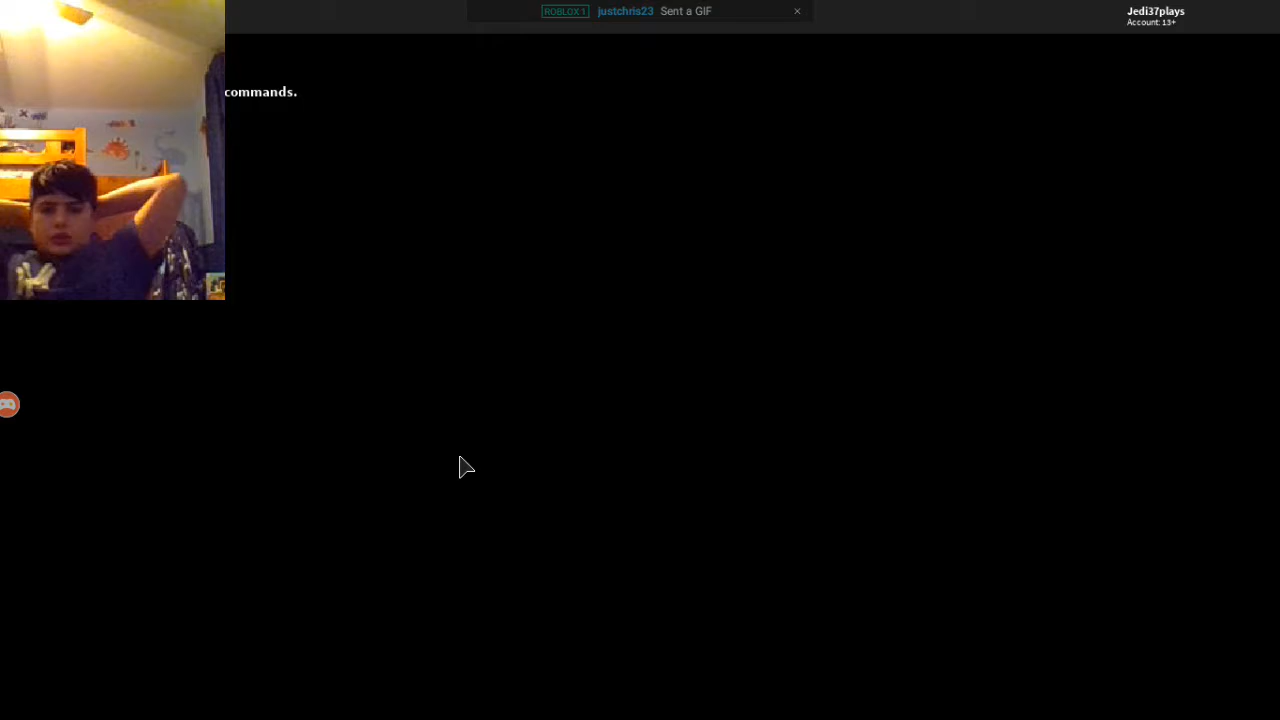 ROBLOX 1 justchris23 Sent a GIF ×
Jedi37plays
Account: 13+
commands.